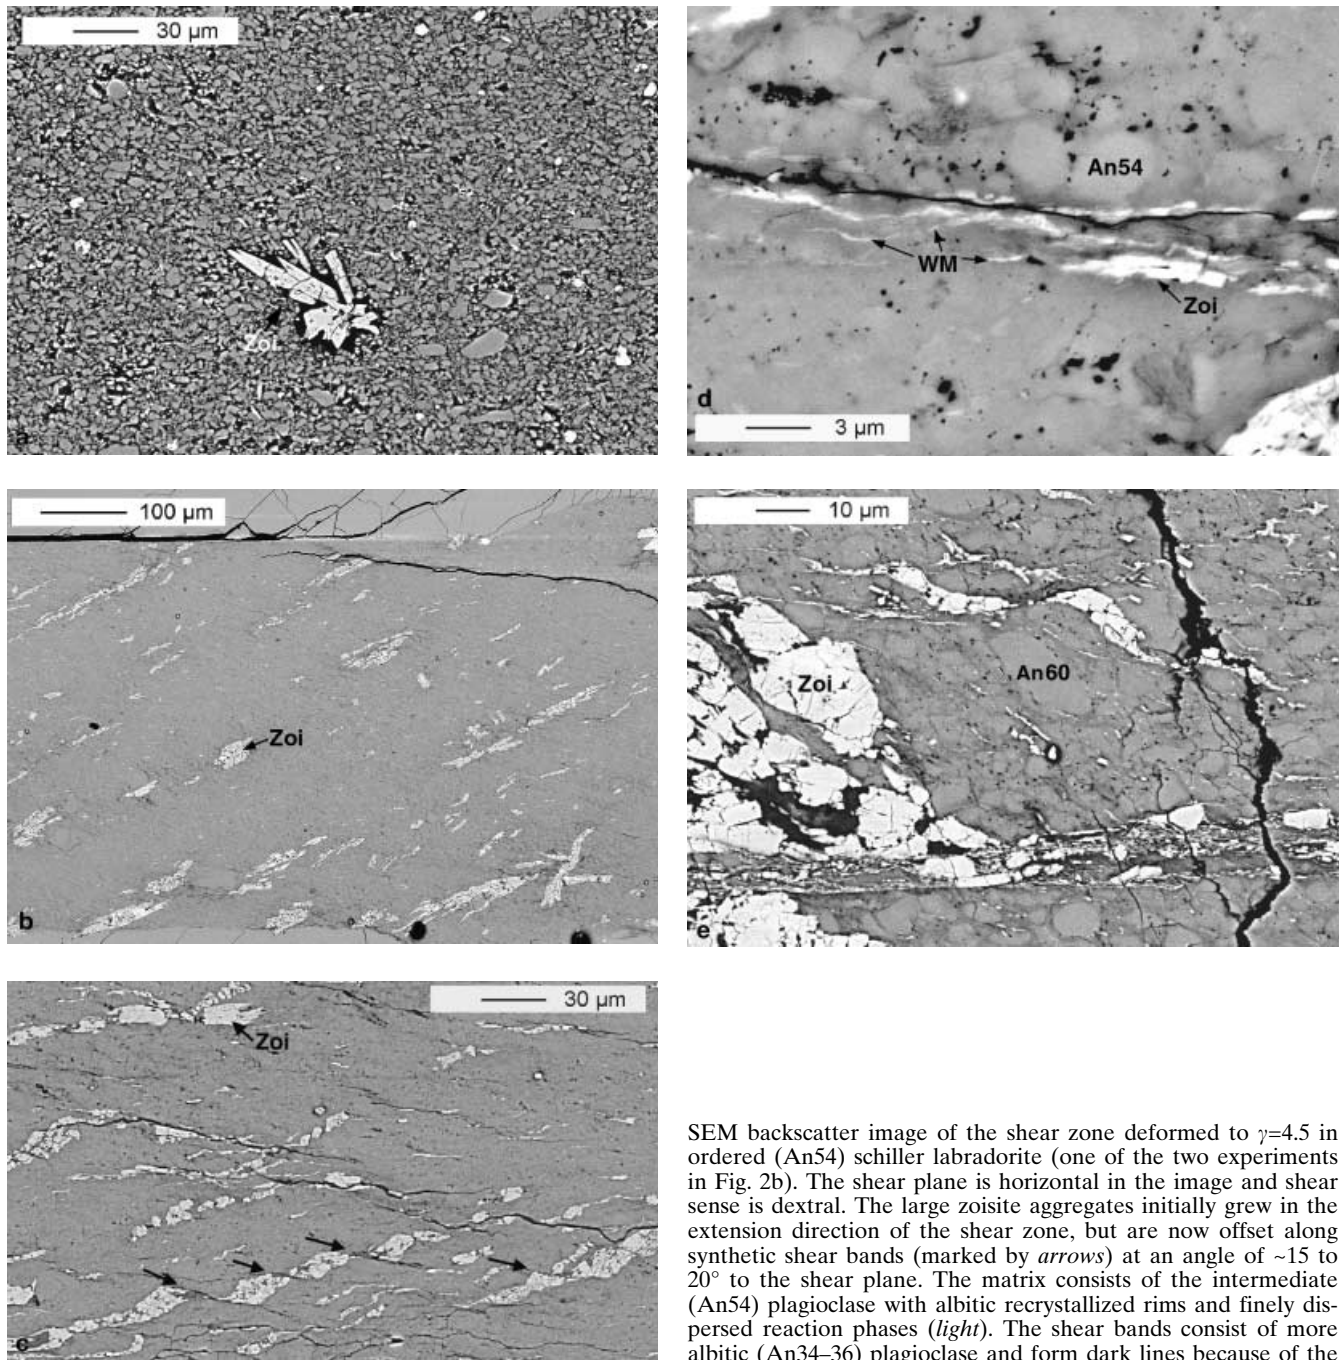 30 µm
Zoi
a
An54
WM
Zoi
d
3 µm
100 µm
Zoi
b
10 µm
Zoi
An60
e
30 µm
Zoi
c
SEM backscatter image of the shear zone deformed to γ=4.5 in
ordered (An54) schiller labradorite (one of the two experiments
in Fig. 2b). The shear plane is horizontal in the image and shear
sense is dextral. The large zoisite aggregates initially grew in the
extension direction of the shear zone, but are now offset along
synthetic shear bands (marked by arrows) at an angle of ~15 to
20° to the shear plane. The matrix consists of the intermediate
(An54) plagioclase with albitic recrystallized rims and finely dis-
persed reaction phases (light). The shear bands consist of more
albitic (An34–36) plagioclase and form dark lines because of the